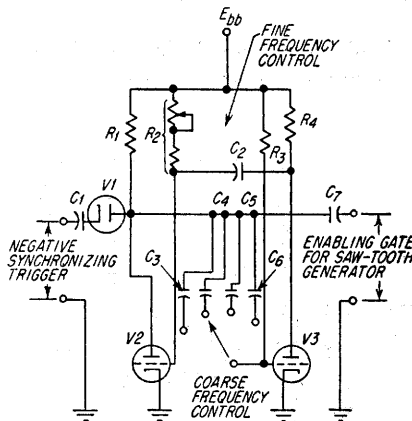 Ebb
FINE
FREQUENCY
CONTROL
R1
R2
R3
R4
C2
C1
V1
C4
C5
C7
NEGATIVE
SYNCHRONIZING
TRIGGER
C3
C6
ENABLING GATE
FOR SAW-TOOTH
GENERATOR
V2
V3
COARSE
FREQUENCY
CONTROL